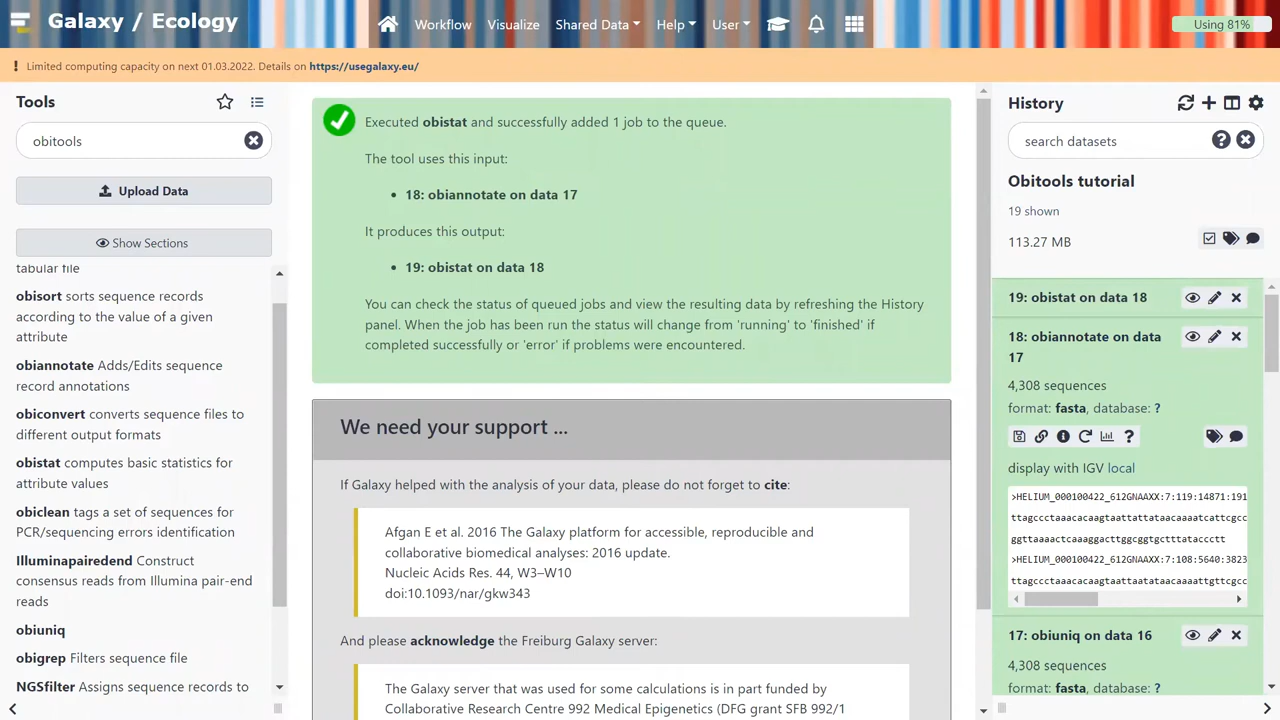 Galaxy / Ecology
Workflow
Visualize
Shared Data
Help
User
Using 81%
Limited computing capacity on next 01.03.2022. Details on https://usegalaxy.eu/
Tools
obitools
Upload Data
Show Sections
tabular file
obisort sorts sequence records
according to the value of a given
attribute
obiannotate Adds/Edits sequence
record annotations
obiconvert converts sequence files to
different output formats
obistat computes basic statistics for
attribute values
obiclean tags a set of sequences for
PCR/sequencing errors identification
Illuminapairedend Construct
consensus reads from Illumina pair-end
reads
obiuniq
obigrep Filters sequence file
NGSfilter Assigns sequence records to
Executed obistat and successfully added 1 job to the queue.
The tool uses this input:
• 18: obiannotate on data 17
It produces this output:
• 19: obistat on data 18
You can check the status of queued jobs and view the resulting data by refreshing the History
panel. When the job has been run the status will change from 'running' to 'finished' if
completed successfully or 'error' if problems were encountered.
We need your support ...
If Galaxy helped with the analysis of your data, please do not forget to cite:
Afgan E et al. 2016 The Galaxy platform for accessible, reproducible and
collaborative biomedical analyses: 2016 update.
Nucleic Acids Res. 44, W3–W10
doi:10.1093/nar/gkw343
And please acknowledge the Freiburg Galaxy server:
The Galaxy server that was used for some calculations is in part funded by
Collaborative Research Centre 992 Medical Epigenetics (DFG grant SFB 992/1
History
search datasets
Obitools tutorial
19 shown
113.27 MB
19: obistat on data 18
18: obiannotate on data
17
4,308 sequences
format: fasta, database: ?
display with IGV local
>HELIUM_000100422_612GNAAXX:7:119:14871:191
ttagccctaaacacaagtaattattataacaaaatcattcgcc
ggttaaaactcaaaggacttggcggtgctttataccctt
>HELIUM_000100422_612GNAAXX:7:108:5640:3823
ttagccctaaacacaagtaattaatataacaaaattgttcgcc
17: obiuniq on data 16
4,308 sequences
format: fasta, database: ?